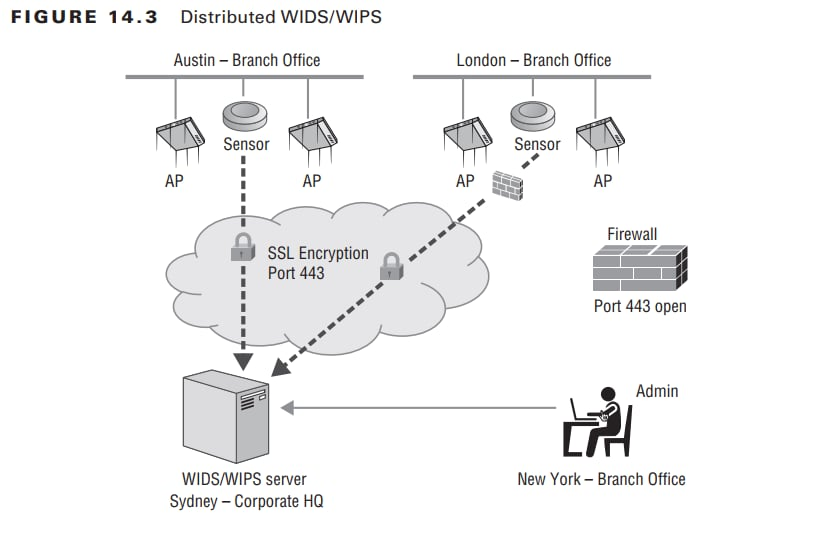 FIGURE 14.3 Distributed WIDS/WIPS
Austin – Branch Office
London – Branch Office
Sensor
Sensor
AP
AP
AP
AP
SSL Encryption
Port 443
Firewall
Port 443 open
Admin
WIDS/WIPS server
Sydney – Corporate HQ
New York – Branch Office